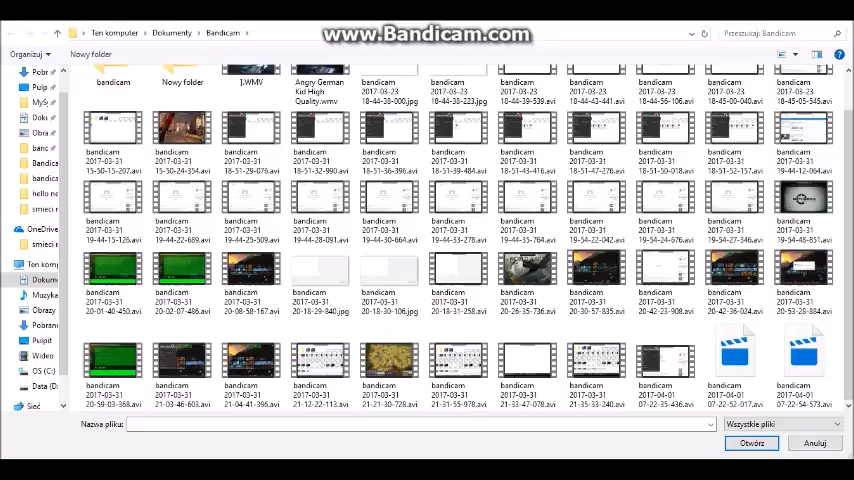 www.Bandicam.com
Ten komputer > Dokumenty > Bandicam >
Przeszukaj: Bandicam
Organizuj
Nowy folder
Pobr
Pulp
MyŚ
Doku
Obra
banc
Bandica
bandica
hello ne
smieci n
OneDrive
smieci n
Ten komp
Dokume
Muzyka
Obrazy
Pobrane
Pulpit
Wideo
OS (C:)
Data (D:
Sieć
bandicam
Nowy folder
].WMV
Angry German
Kid High
Quality.wmv
bandicam
2017-03-23
18-44-38-000.jpg
bandicam
2017-03-23
18-44-38-223.jpg
bandicam
2017-03-31
18-44-39-539.avi
bandicam
2017-03-31
18-44-43-441.avi
bandicam
2017-03-31
18-44-56-106.avi
bandicam
2017-03-31
18-45-00-040.avi
bandicam
2017-03-31
18-45-05-545.avi
bandicam
2017-03-31
15-50-15-207.avi
bandicam
2017-03-31
15-50-24-354.avi
bandicam
2017-03-31
18-51-29-076.avi
bandicam
2017-03-31
18-51-32-990.avi
bandicam
2017-03-31
18-51-36-396.avi
bandicam
2017-03-31
18-51-39-484.avi
bandicam
2017-03-31
18-51-43-416.avi
bandicam
2017-03-31
18-51-47-276.avi
bandicam
2017-03-31
18-51-50-018.avi
bandicam
2017-03-31
18-51-52-157.avi
bandicam
2017-03-31
19-44-12-064.avi
bandicam
2017-03-31
19-44-15-126.avi
bandicam
2017-03-31
19-44-22-689.avi
bandicam
2017-03-31
19-44-25-509.avi
bandicam
2017-03-31
19-44-28-091.avi
bandicam
2017-03-31
19-44-30-664.avi
bandicam
2017-03-31
19-44-33-278.avi
bandicam
2017-03-31
19-44-35-764.avi
bandicam
2017-03-31
19-54-22-042.avi
bandicam
2017-03-31
19-54-24-676.avi
bandicam
2017-03-31
19-54-27-346.avi
bandicam
2017-03-31
19-54-48-851.avi
bandicam
2017-03-31
20-01-40-450.avi
bandicam
2017-03-31
20-02-07-486.avi
bandicam
2017-03-31
20-08-58-167.avi
bandicam
2017-03-31
20-18-29-840.jpg
bandicam
2017-03-31
20-18-30-106.jpg
bandicam
2017-03-31
20-18-31-258.avi
bandicam
2017-03-31
20-26-35-736.avi
bandicam
2017-03-31
20-30-57-835.avi
bandicam
2017-03-31
20-42-23-908.avi
bandicam
2017-03-31
20-42-36-024.avi
bandicam
2017-03-31
20-53-28-884.avi
bandicam
2017-03-31
20-59-03-368.avi
bandicam
2017-03-31
21-03-46-603.avi
bandicam
2017-03-31
21-04-41-396.avi
bandicam
2017-03-31
21-12-22-113.avi
bandicam
2017-03-31
21-21-30-728.avi
bandicam
2017-03-31
21-31-55-978.avi
bandicam
2017-03-31
21-33-47-078.avi
bandicam
2017-03-31
21-35-33-240.avi
bandicam
2017-04-01
07-22-35-436.avi
bandicam
2017-04-01
07-22-52-017.avi
bandicam
2017-04-01
07-22-54-573.avi
Nazwa pliku:
Wszystkie pliki
Otwórz
Anuluj